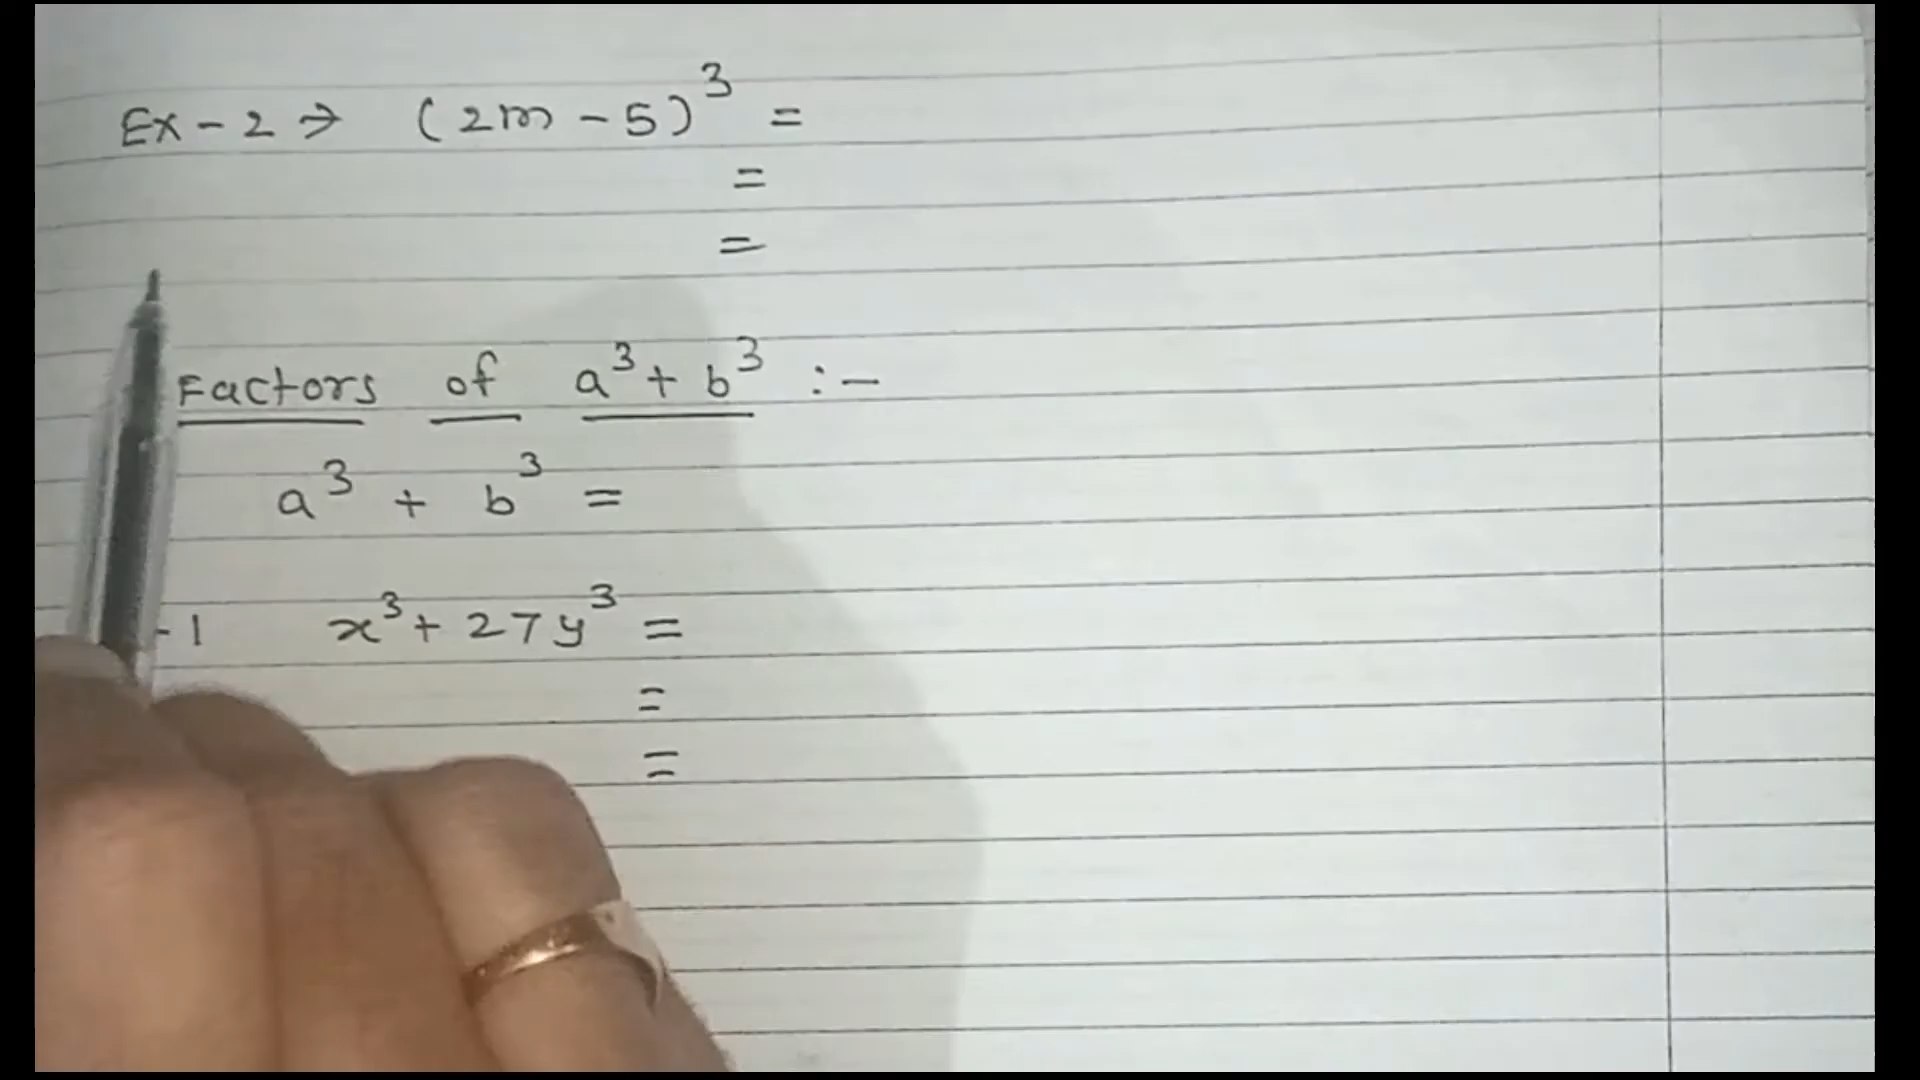 Ex - 2 → (2m - 5)³ =
=
=
Factors of a³ + b³ :-
a³ + b³ =
- 1 x³ + 27y³ =
=
=